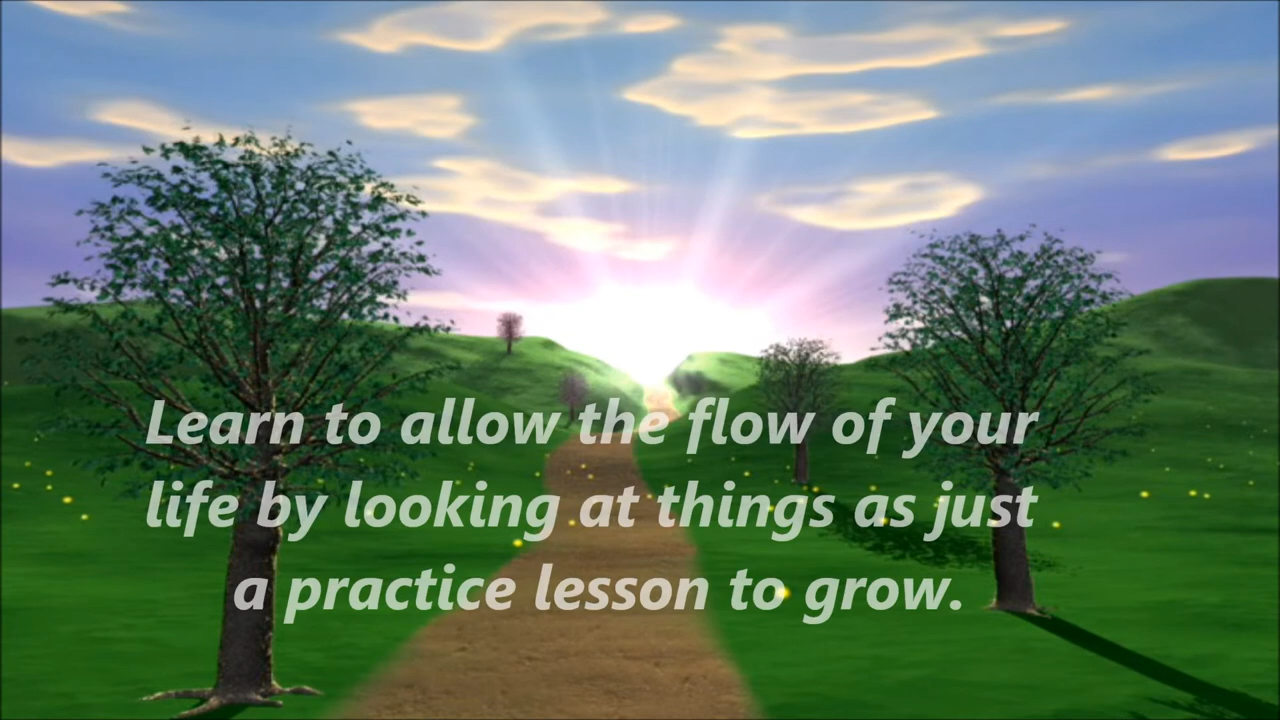 Learn to allow the flow of your
life by looking at things as just
a practice lesson to grow.